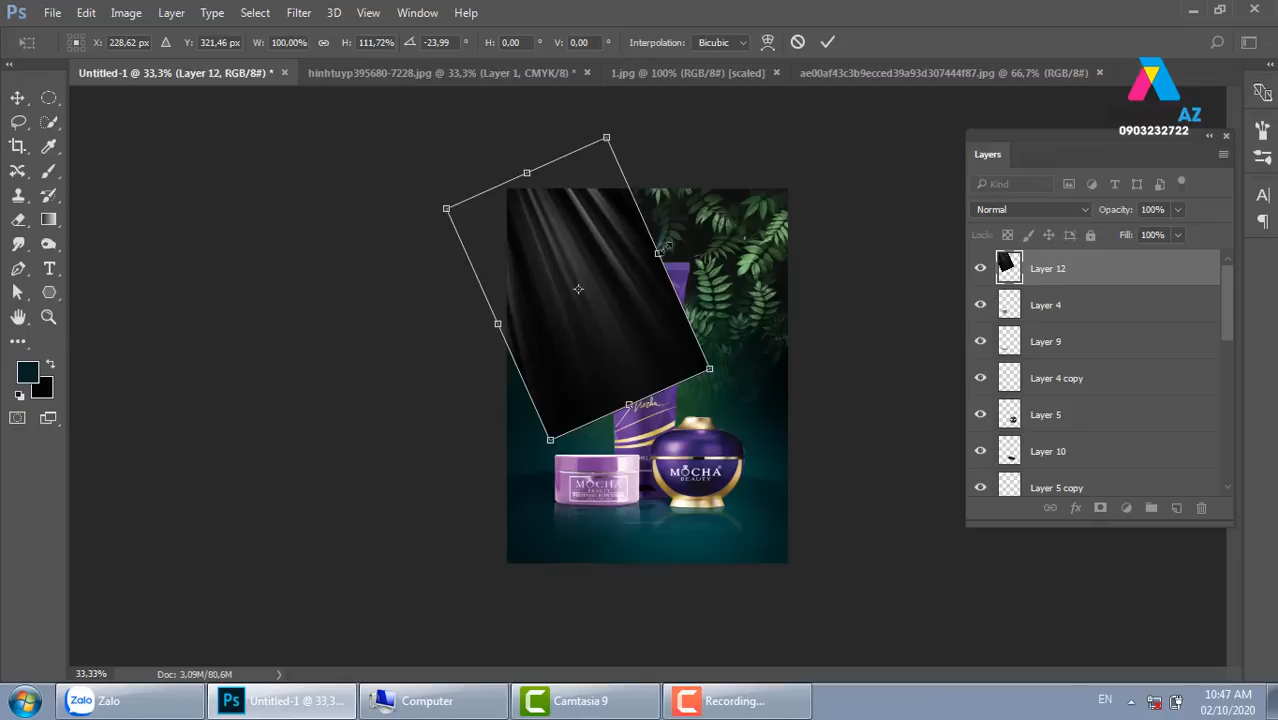 Ps File Edit Image Layer Type Select Filter 3D View Window Help
X: 228,62 px Y: 321,46 px W: 100,00% H: 111,72% -23,99 ° H: 0,00 ° V: 0,00 ° Interpolation: Bicubic
Untitled-1 @ 33,3% (Layer 12, RGB/8#) * hinhtuyp395680-7228.jpg @ 33,3% (Layer 1, CMYK/8) * 1.jpg @ 100% (RGB/8#) [scaled] ae00af43c3b9ecced39a93d307444f87.jpg @ 66,7% (RGB/8#)
AZ
0903232722
Layers
Kind
Normal Opacity: 100%
Lock: Fill: 100%
Layer 12
Layer 4
Layer 9
Layer 4 copy
Layer 5
Layer 10
Layer 5 copy
Mocha
MOCHA
BEAUTY
MOCHA
33,33% Doc: 3,09M/80,6M
Zalo Zalo Ps Untitled-1 @ 33,3... Computer Camtasia 9 Recording... EN 10:47 AM
02/10/2020